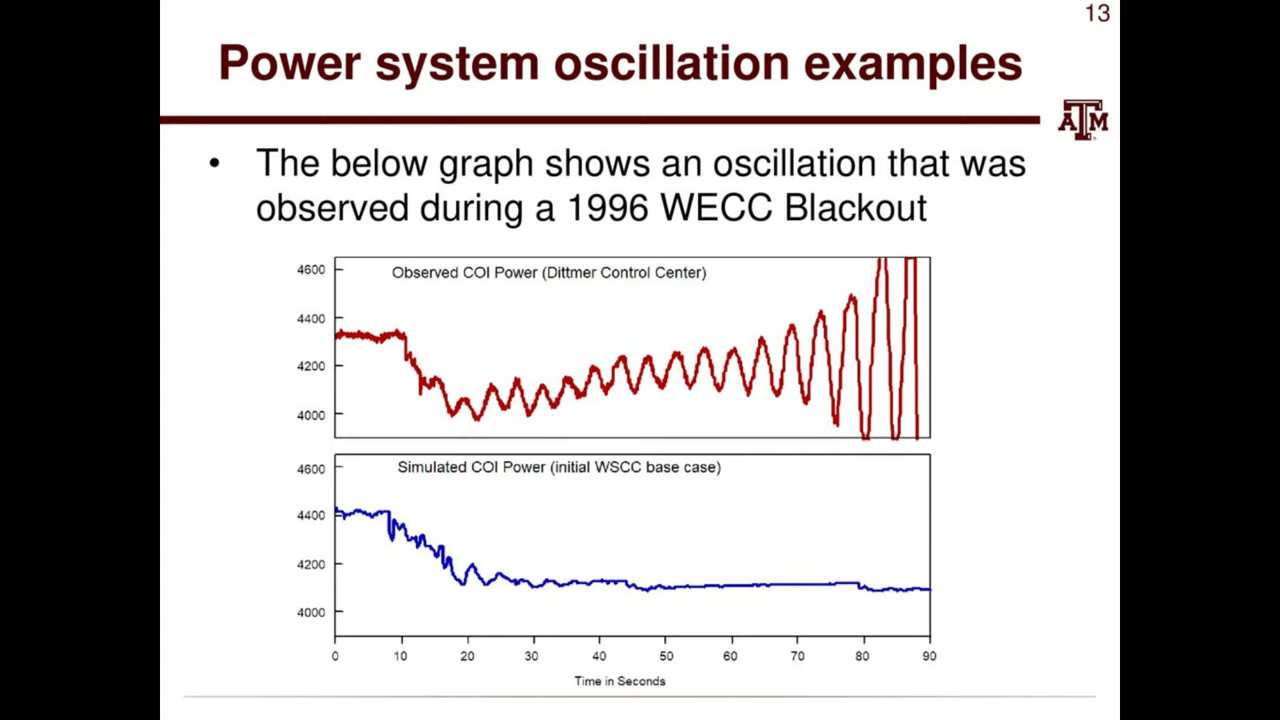 13
Power system oscillation examples
ATM
• The below graph shows an oscillation that was
observed during a 1996 WECC Blackout
Observed COI Power (Dittmer Control Center)
4600
4400
4200
4000
Simulated COI Power (initial WSCC base case)
4600
4400
4200
4000
0 10 20 30 40 50 60 70 80 90
Time in Seconds